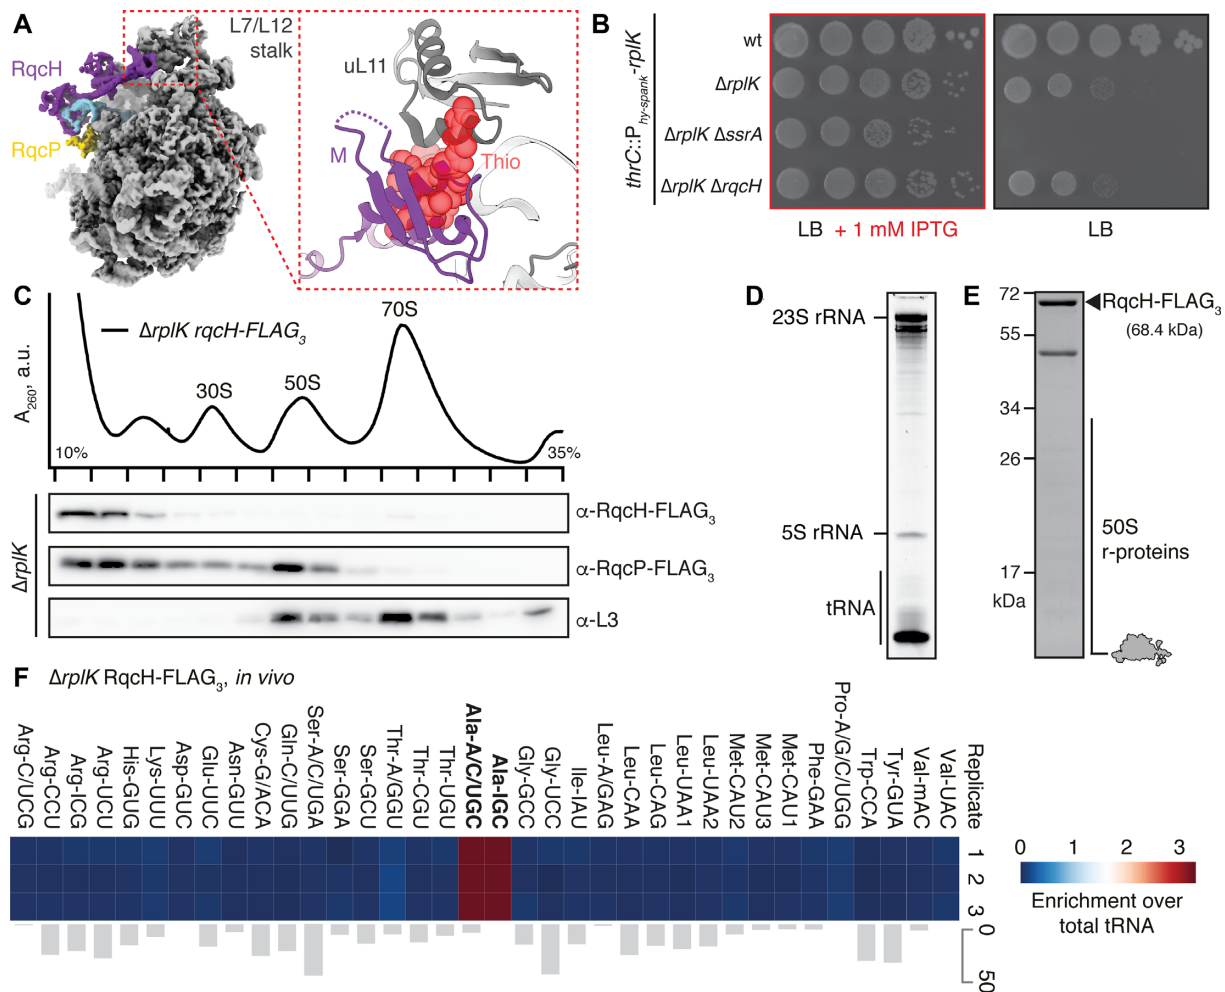 A
L7/L12
stalk
RqcH
RqcP
uL11
M
Thio
B
thrC::Phy-spank-rplK
wt
ΔrplK
ΔrplK ΔssrA
ΔrplK ΔrqcH
LB + 1 mM IPTG
LB
C
A260, a.u.
ΔrplK rqcH-FLAG3
30S
50S
70S
10%
35%
ΔrplK
α-RqcH-FLAG3
α-RqcP-FLAG3
α-L3
D
23S rRNA
5S rRNA
tRNA
E
72
55
34
26
17
kDa
RqcH-FLAG3
(68.4 kDa)
50S
r-proteins
F
ΔrplK RqcH-FLAG3, in vivo
Arg-C/UCG
Arg-CCU
Arg-ICG
Arg-UCU
His-GUG
Lys-UUU
Asp-GUC
Glu-UUC
Asn-GUU
Cys-G/ACA
Gln-C/UUG
Ser-A/C/UGA
Ser-GGA
Ser-GCU
Thr-A/GGU
Thr-CGU
Thr-UGU
Ala-A/C/UGC
Ala-IGC
Gly-GCC
Gly-UCC
Ile-IAU
Leu-A/GAG
Leu-CAA
Leu-CAG
Leu-UAA1
Leu-UAA2
Met-CAU2
Met-CAU3
Met-CAU1
Phe-GAA
Pro-A/G/C/UGG
Trp-CCA
Tyr-GUA
Val-mAC
Val-UAC
Replicate
1
2
3
0
50
0 1 2 3
Enrichment over
total tRNA